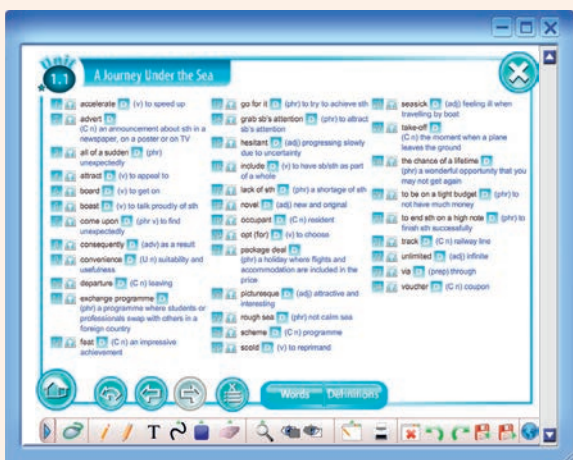 Unit
1.1
A Journey Under the Sea
accelerate D (v) to speed up
advert D
(C n) an announcement about sth in a
newspaper, on a poster or on TV
all of a sudden D (phr)
unexpectedly
attract D (v) to appeal to
board D (v) to get on
boast D (v) to talk proudly of sth
come upon D (phr v) to find
unexpectedly
consequently D (adv) as a result
convenience D (U n) suitability and
usefulness
departure D (C n) leaving
exchange programme D
(phr) a programme where students or
professionals swap with others in a
foreign country
feat D (C n) an impressive
achievement
go for it D (phr) to try to achieve sth
grab sb's attention D (phr) to attract
sb's attention
hesitant D (adj) progressing slowly
due to uncertainty
include D (v) to have sb/sth as part
of a whole
lack of sth D (phr) a shortage of sth
novel D (adj) new and original
occupant D (C n) resident
opt (for) D (v) to choose
package deal D
(phr) a holiday where flights and
accommodation are included in the
price
picturesque D (adj) attractive and
interesting
rough sea D (phr) not calm sea
scheme D (C n) programme
scold D (v) to reprimand
seasick D (adj) feeling ill when
travelling by boat
take-off D
(C n) the moment when a plane
leaves the ground
the chance of a lifetime D
(phr) a wonderful opportunity that you
may not get again
to be on a tight budget D (phr) to
not have much money
to end sth on a high note D (phr) to
finish sth successfully
track D (C n) railway line
unlimited D (adj) infinite
via D (prep) through
voucher D (C n) coupon
Words Definitions
T